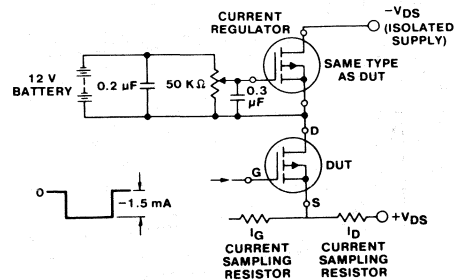 CURRENT
REGULATOR
−VDS
(ISOLATED
SUPPLY)
12 V
BATTERY
0.2 µF
50 KΩ
0.3
µF
SAME TYPE
AS DUT
D
DUT
G
S
0
−1.5 mA
+VDS
IG
CURRENT
SAMPLING
RESISTOR
ID
CURRENT
SAMPLING
RESISTOR